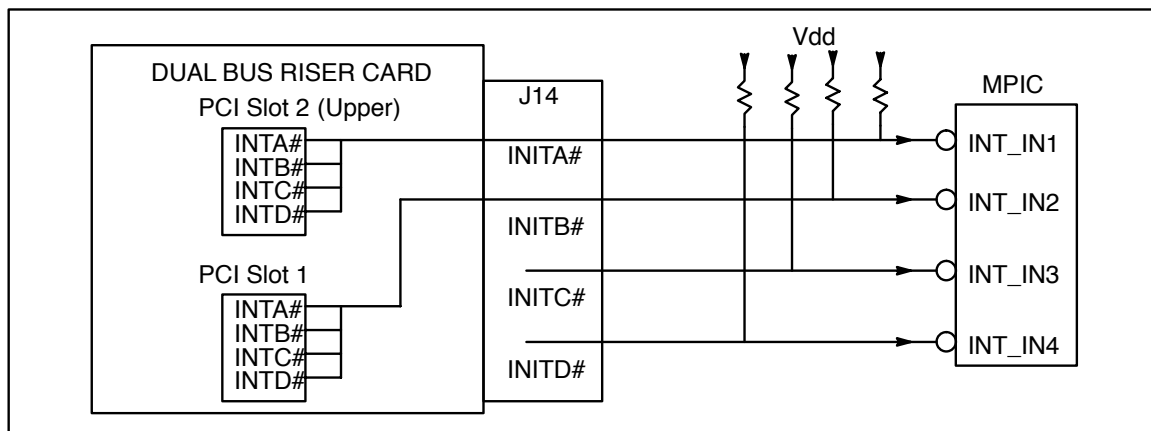 DUAL BUS RISER CARD
PCI Slot 2 (Upper)
INTA#
INTB#
INTC#
INTD#
PCI Slot 1
INTA#
INTB#
INTC#
INTD#
J14
INITA#
INITB#
INITC#
INITD#
Vdd
MPIC
INT_IN1
INT_IN2
INT_IN3
INT_IN4